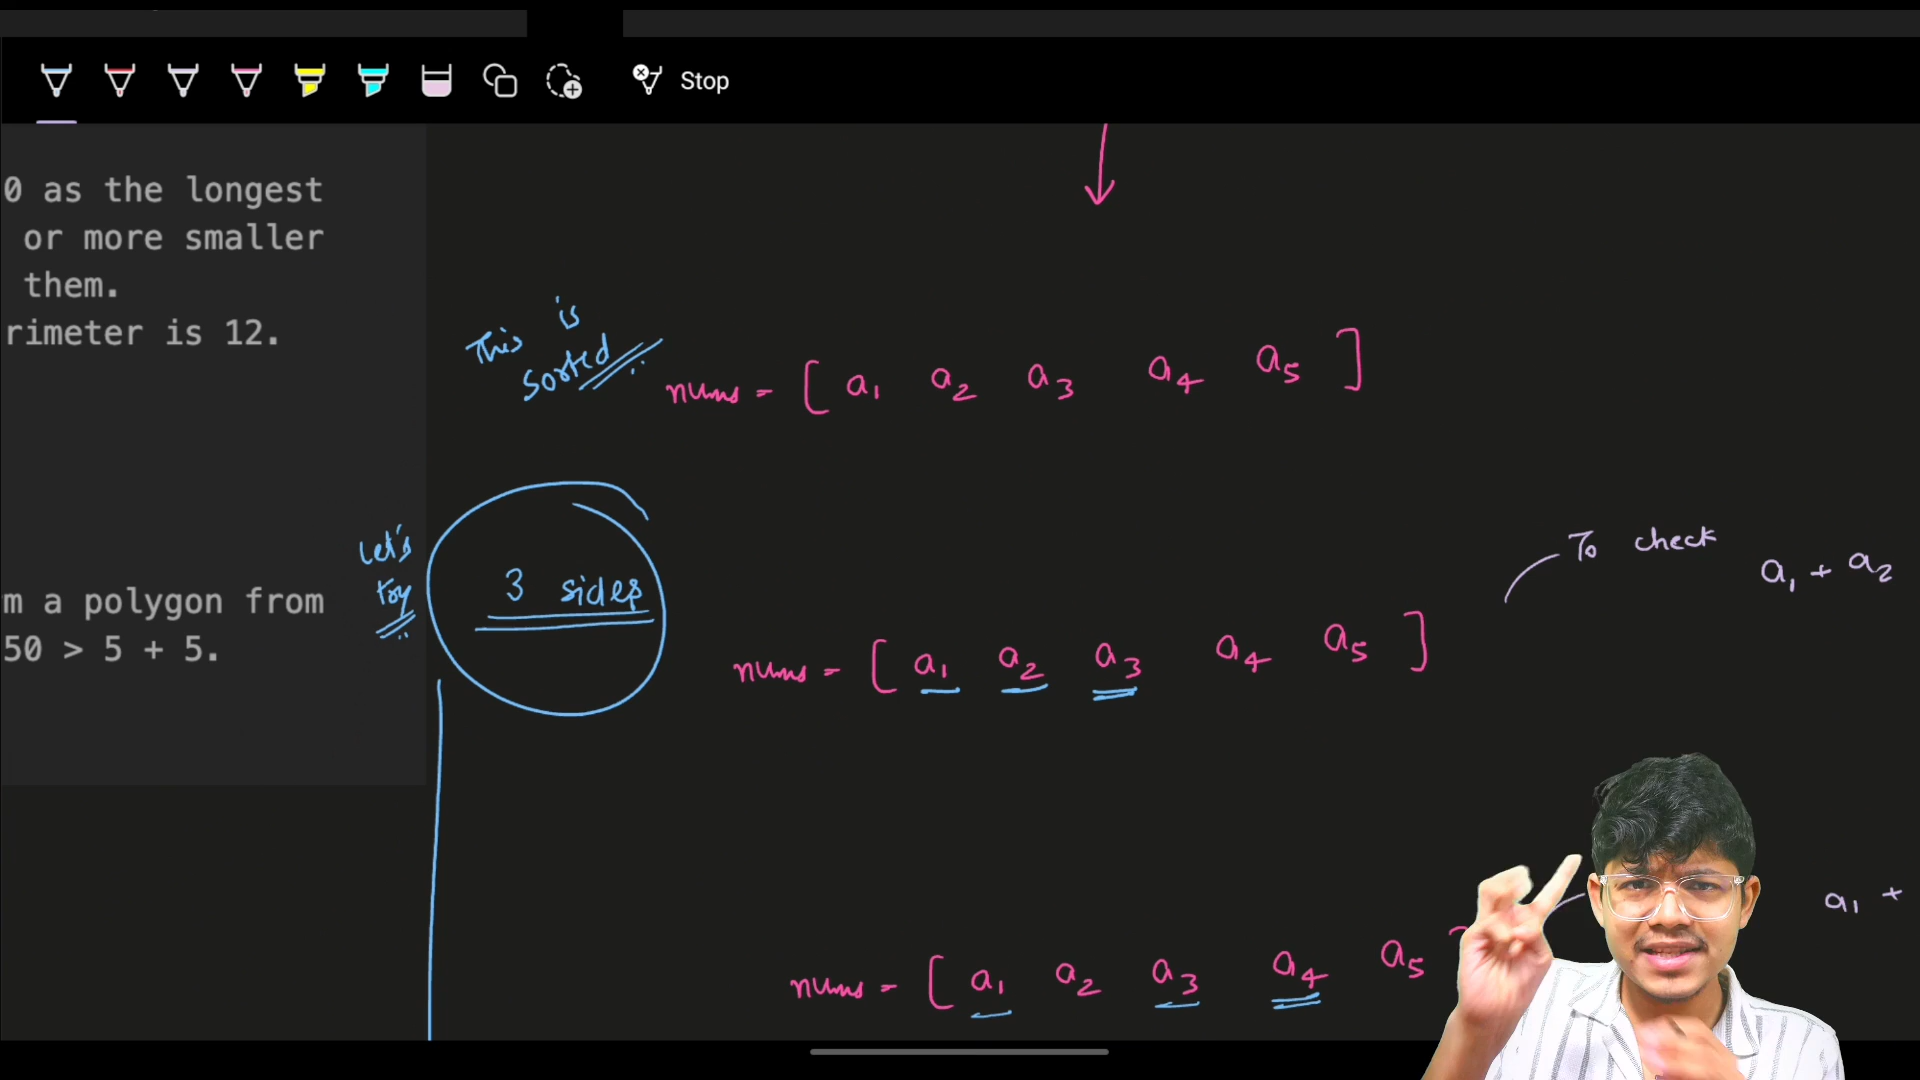 Stop
0 as the longest
or more smaller
them.
rimeter is 12.
This is
sorted
nums = [ a1 a2 a3 a4 a5 ]
Let's
try
3 sides
To check
a1 + a2
m a polygon from
50 > 5 + 5.
nums = [ a1 a2 a3 a4 a5 ]
a1 +
nums = [ a1 a2 a3 a4 a5